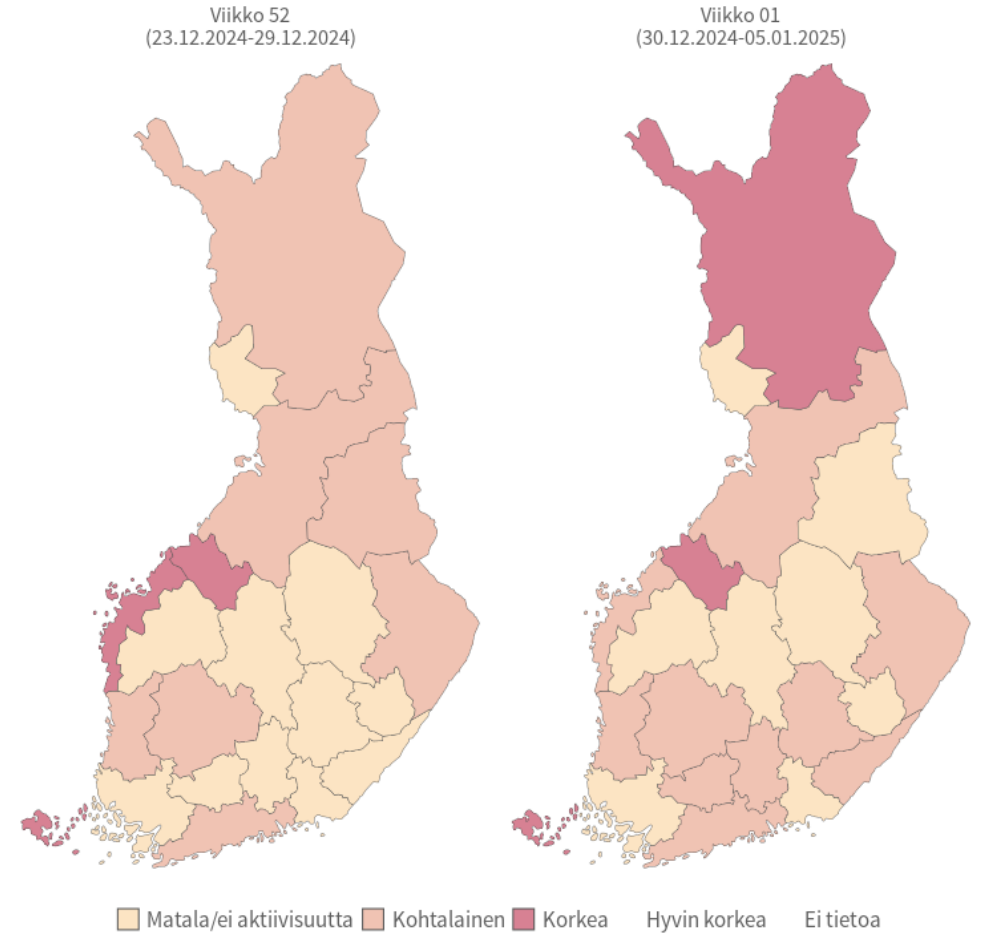 Viikko 52
(23.12.2024-29.12.2024)
Viikko 01
(30.12.2024-05.01.2025)
Matala/ei aktiivisuutta Kohtalainen Korkea Hyvin korkea Ei tietoa